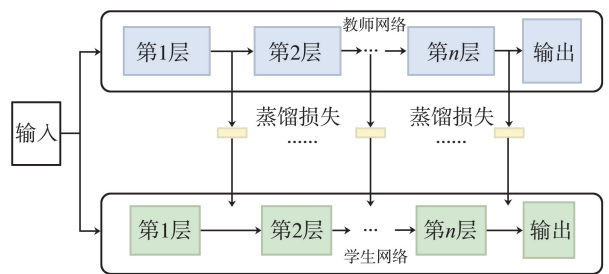 教师网络
第1层
第2层
...
第n层
输出
输入
蒸馏损失
......
蒸馏损失
......
第1层
第2层
...
第n层
输出
学生网络